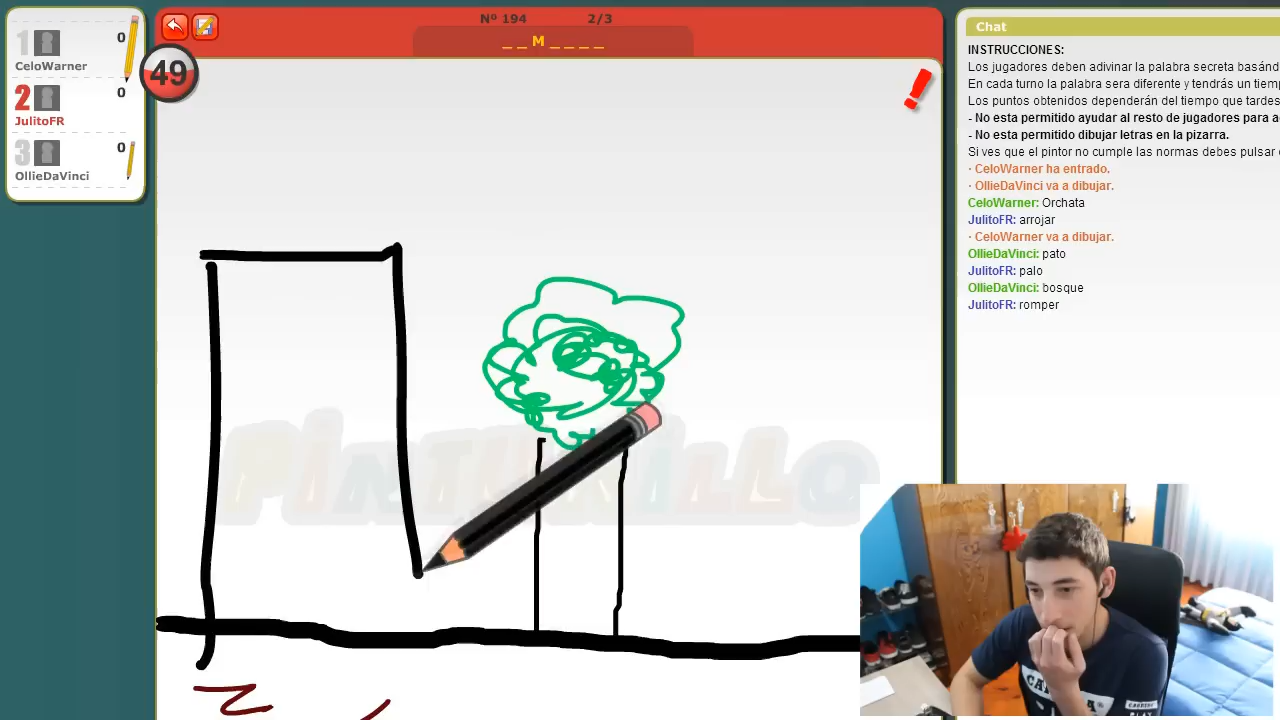 1
0
CeloWarner
2
0
JulitoFR
3
0
OllieDaVinci
49
Nº 194 2/3
_ _ M _ _ _ _
PINTURILLO
Chat
INSTRUCCIONES:
Los jugadores deben adivinar la palabra secreta basánd
En cada turno la palabra sera diferente y tendrás un tiemp
Los puntos obtenidos dependerán del tiempo que tardes
- No esta permitido ayudar al resto de jugadores para a
- No esta permitido dibujar letras en la pizarra.
Si ves que el pintor no cumple las normas debes pulsar
· CeloWarner ha entrado.
· OllieDaVinci va a dibujar.
CeloWarner: Orchata
JulitoFR: arrojar
· CeloWarner va a dibujar.
OllieDaVinci: pato
JulitoFR: palo
OllieDaVinci: bosque
JulitoFR: romper